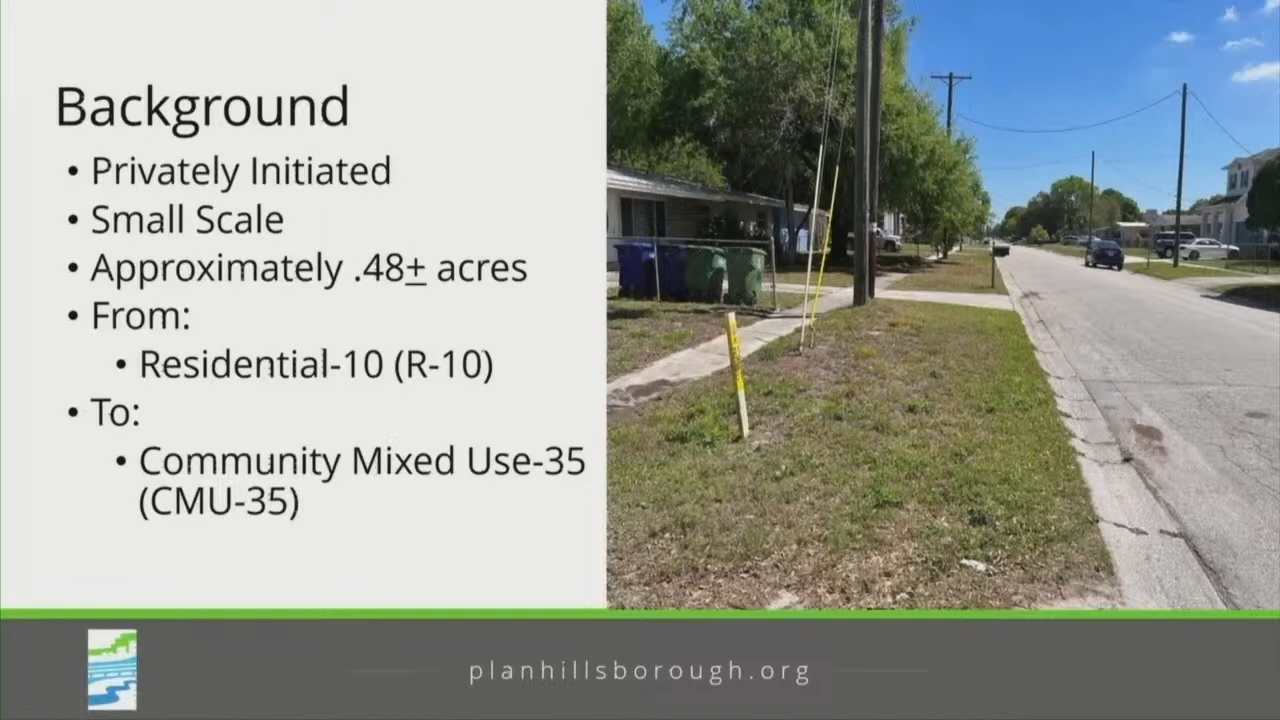 Background
• Privately Initiated
• Small Scale
• Approximately .48± acres
• From:
• Residential-10 (R-10)
• To:
• Community Mixed Use-35
(CMU-35)
planhillsborough.org